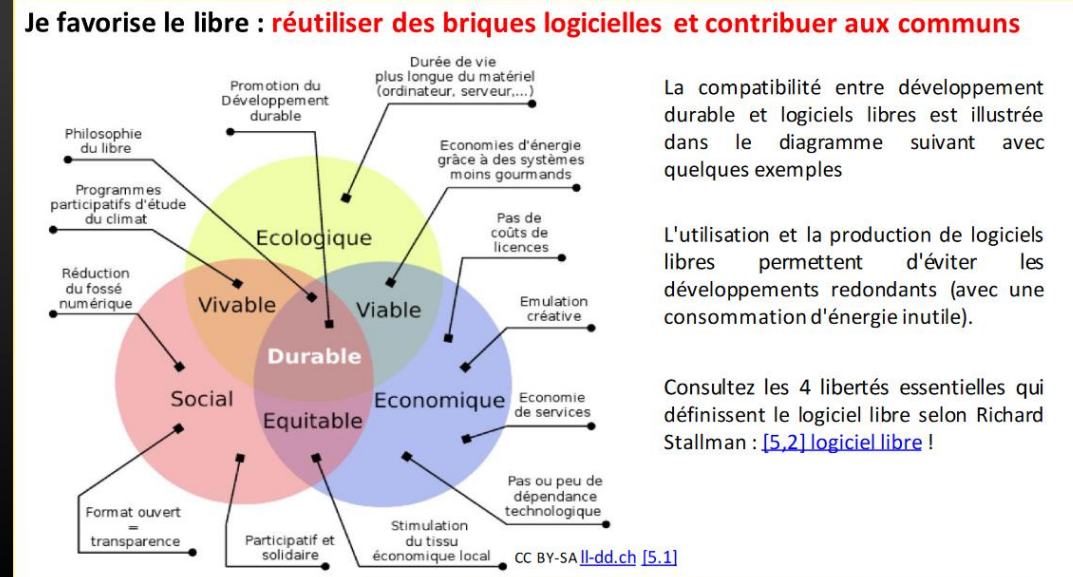 Je favorise le libre : réutiliser des briques logicielles et contribuer aux communs
Durée de vie
plus longue du matériel
(ordinateur, serveur,...)
Promotion du
Développement
durable
Philosophie
du libre
Economies d'énergie
grâce à des systèmes
moins gourmands
Programmes
participatifs d'étude
du climat
Pas de
coûts de
licences
Ecologique
Réduction
du fossé
numérique
Vivable
Viable
Emulation
créative
Durable
Social
Economique
Equitable
Economie
de services
Pas ou peu de
dépendance
technologique
Format ouvert
=
transparence
Participatif et
solidaire
Stimulation
du tissu
économique local
CC BY-SA ll-dd.ch [5.1]
La compatibilité entre développement
durable et logiciels libres est illustrée
dans le diagramme suivant avec
quelques exemples
L'utilisation et la production de logiciels
libres permettent d'éviter les
développements redondants (avec une
consommation d'énergie inutile).
Consultez les 4 libertés essentielles qui
définissent le logiciel libre selon Richard
Stallman : [5,2] logiciel libre !